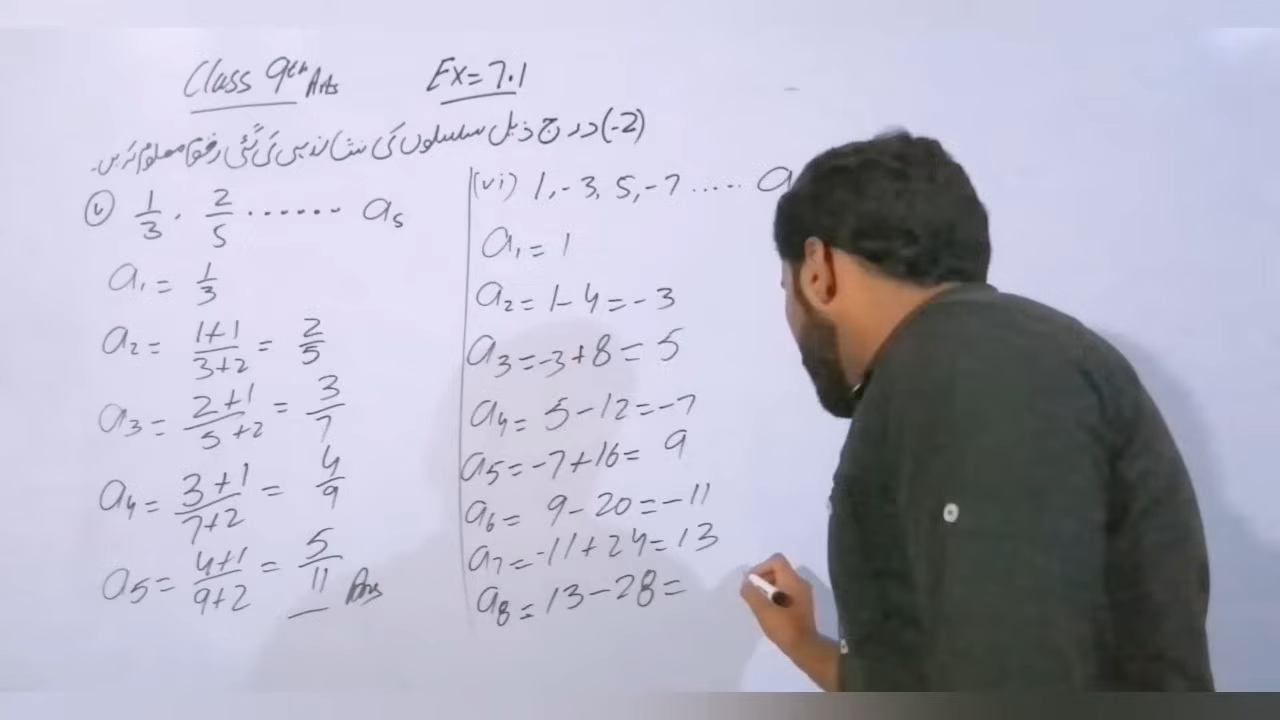 Class 9th Arts Ex=7.1
(-2) درج ذیل سلسلوں کی نشاندہی کی گئی رقوم معلوم کریں۔
(v) 1/3 , 2/5 ...... a5
a1 = 1/3
a2 = 1+1/3+2 = 2/5
a3 = 2+1/5+2 = 3/7
a4 = 3+1/7+2 = 4/9
a5 = 4+1/9+2 = 5/11 Ans
(vi) 1, -3, 5, -7 ..... a
a1 = 1
a2 = 1-4 = -3
a3 = -3+8 = 5
a4 = 5-12 = -7
a5 = -7+16 = 9
a6 = 9-20 = -11
a7 = -11+24 = 13
a8 = 13-28 =